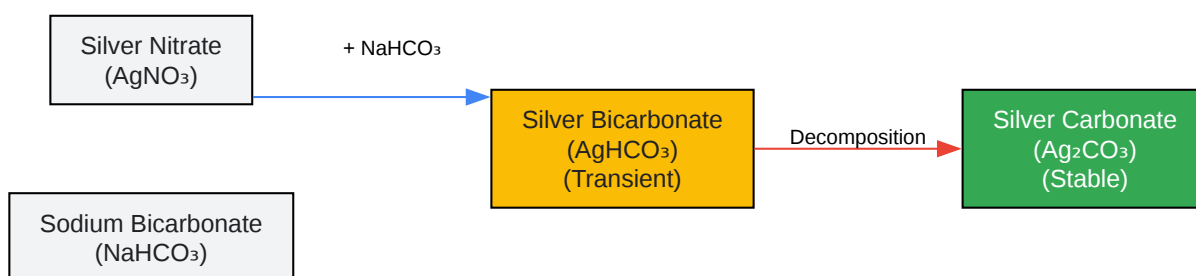 Silver Nitrate
(AgNO₃)
+ NaHCO₃
Silver Bicarbonate
(AgHCO₃)
(Transient)
Decomposition
Silver Carbonate
(Ag₂CO₃)
(Stable)
Sodium Bicarbonate
(NaHCO₃)